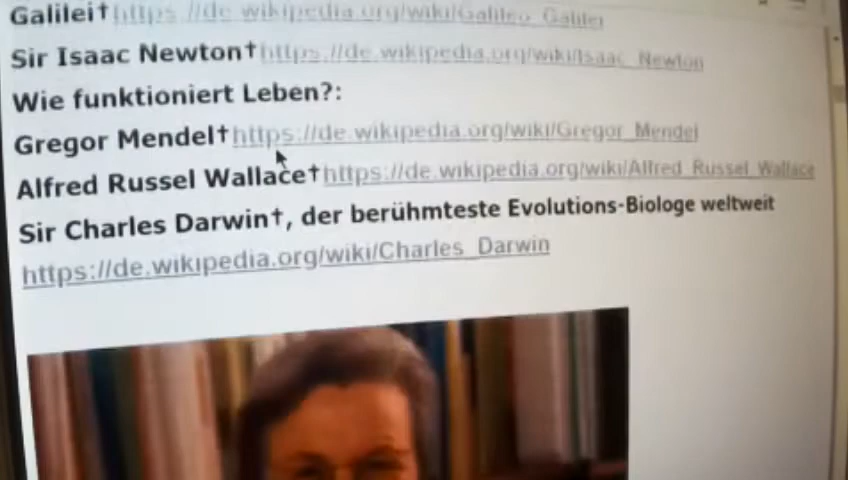 Galilei†https://de.wikipedia.org/wiki/Galileo_Galilei
Sir Isaac Newton†https://de.wikipedia.org/wiki/Isaac_Newton
Wie funktioniert Leben?:
Gregor Mendel†https://de.wikipedia.org/wiki/Gregor_Mendel
Alfred Russel Wallace†https://de.wikipedia.org/wiki/Alfred_Russel_Wallace
Sir Charles Darwin†, der berühmteste Evolutions-Biologe weltweit
https://de.wikipedia.org/wiki/Charles_Darwin